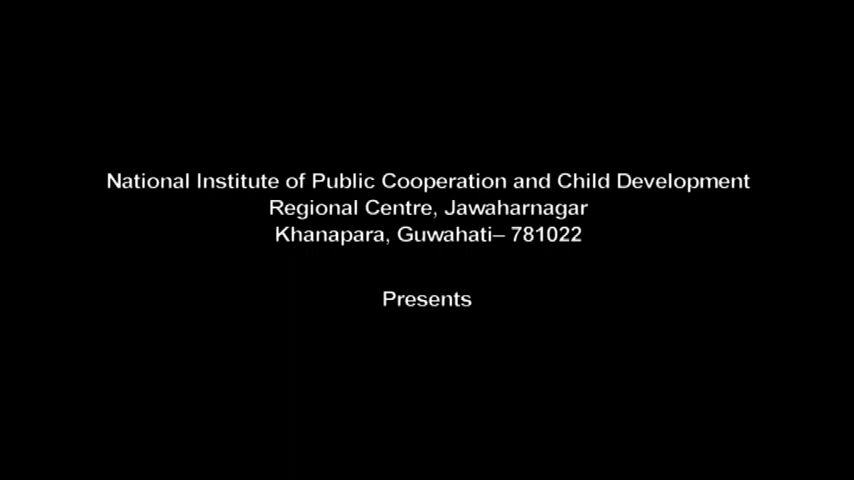 National Institute of Public Cooperation and Child Development
Regional Centre, Jawaharnagar
Khanapara, Guwahati– 781022
Presents